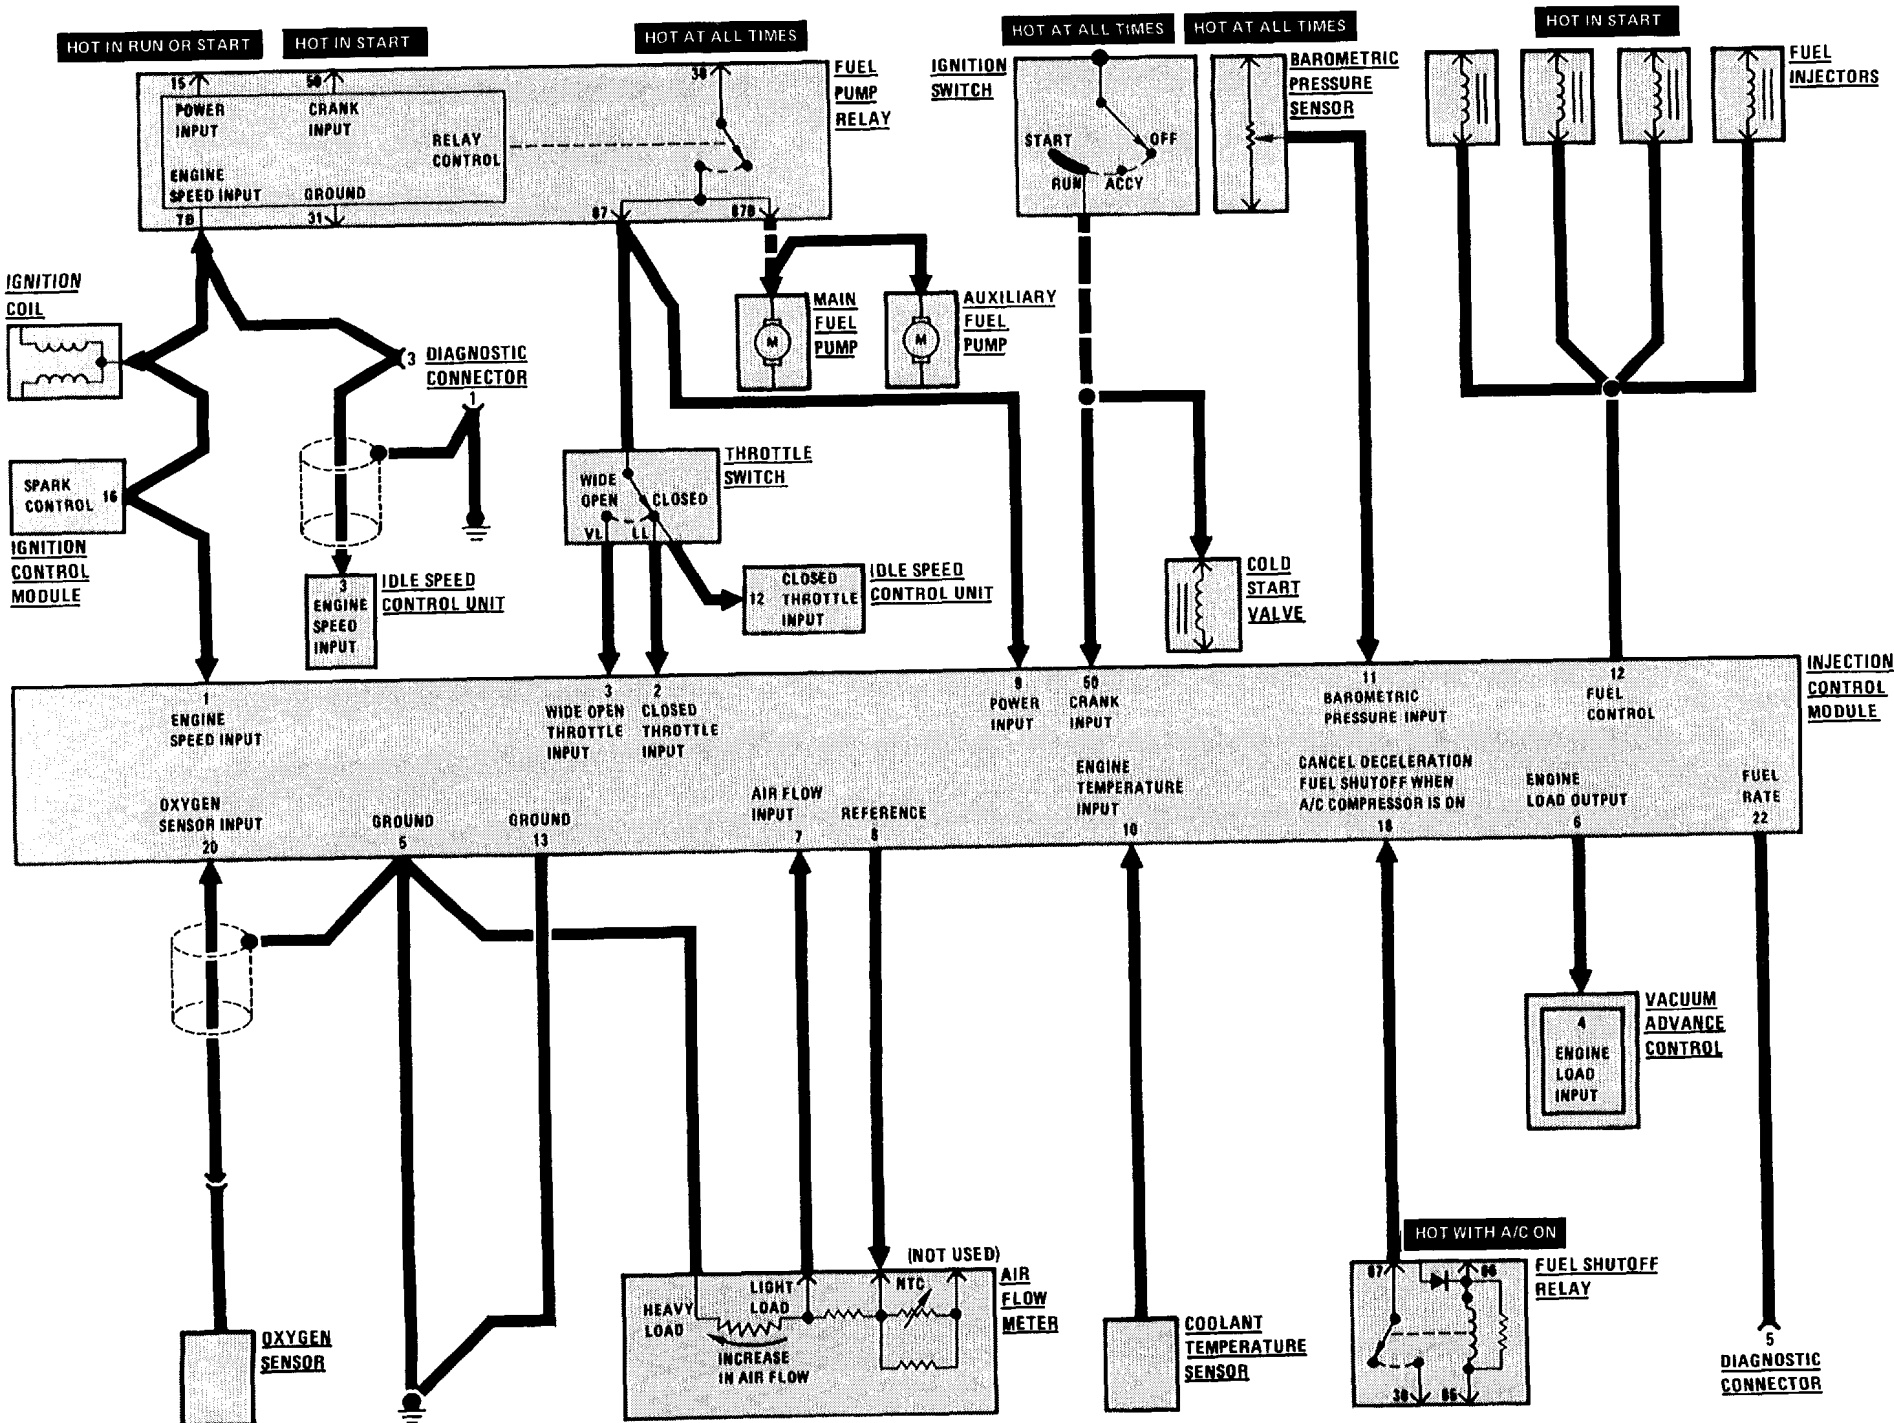 HOT IN RUN OR START
HOT IN START
HOT AT ALL TIMES
HOT AT ALL TIMES
HOT AT ALL TIMES
HOT IN START
15
50
30
POWER
INPUT
CRANK
INPUT
RELAY
CONTROL
ENGINE
SPEED INPUT
GROUND
31
87
87B
FUEL
PUMP
RELAY
IGNITION
SWITCH
START
OFF
RUN
ACCY
BAROMETRIC
PRESSURE
SENSOR
FUEL
INJECTORS
IGNITION
COIL
3
DIAGNOSTIC
CONNECTOR
1
M
MAIN
FUEL
PUMP
M
AUXILIARY
FUEL
PUMP
SPARK
CONTROL
16
IGNITION
CONTROL
MODULE
3
ENGINE
SPEED
INPUT
IDLE SPEED
CONTROL UNIT
THROTTLE
SWITCH
WIDE
OPEN
CLOSED
VL
LL
12
CLOSED
THROTTLE
INPUT
IDLE SPEED
CONTROL UNIT
COLD
START
VALVE
INJECTION
CONTROL
MODULE
1
ENGINE
SPEED INPUT
3
WIDE OPEN
THROTTLE
INPUT
2
CLOSED
THROTTLE
INPUT
9
POWER
INPUT
50
CRANK
INPUT
11
BAROMETRIC
PRESSURE INPUT
12
FUEL
CONTROL
OXYGEN
SENSOR INPUT
20
GROUND
5
GROUND
13
AIR FLOW
INPUT
7
REFERENCE
8
ENGINE
TEMPERATURE
INPUT
10
CANCEL DECELERATION
FUEL SHUTOFF WHEN
A/C COMPRESSOR IS ON
18
ENGINE
LOAD OUTPUT
6
FUEL
RATE
22
VACUUM
ADVANCE
CONTROL
4
ENGINE
LOAD
INPUT
OXYGEN
SENSOR
(NOT USED)
HEAVY
LOAD
LIGHT
LOAD
NTC
INCREASE
IN AIR FLOW
AIR
FLOW
METER
COOLANT
TEMPERATURE
SENSOR
HOT WITH A/C ON
87
86
30
85
FUEL SHUTOFF
RELAY
5
DIAGNOSTIC
CONNECTOR